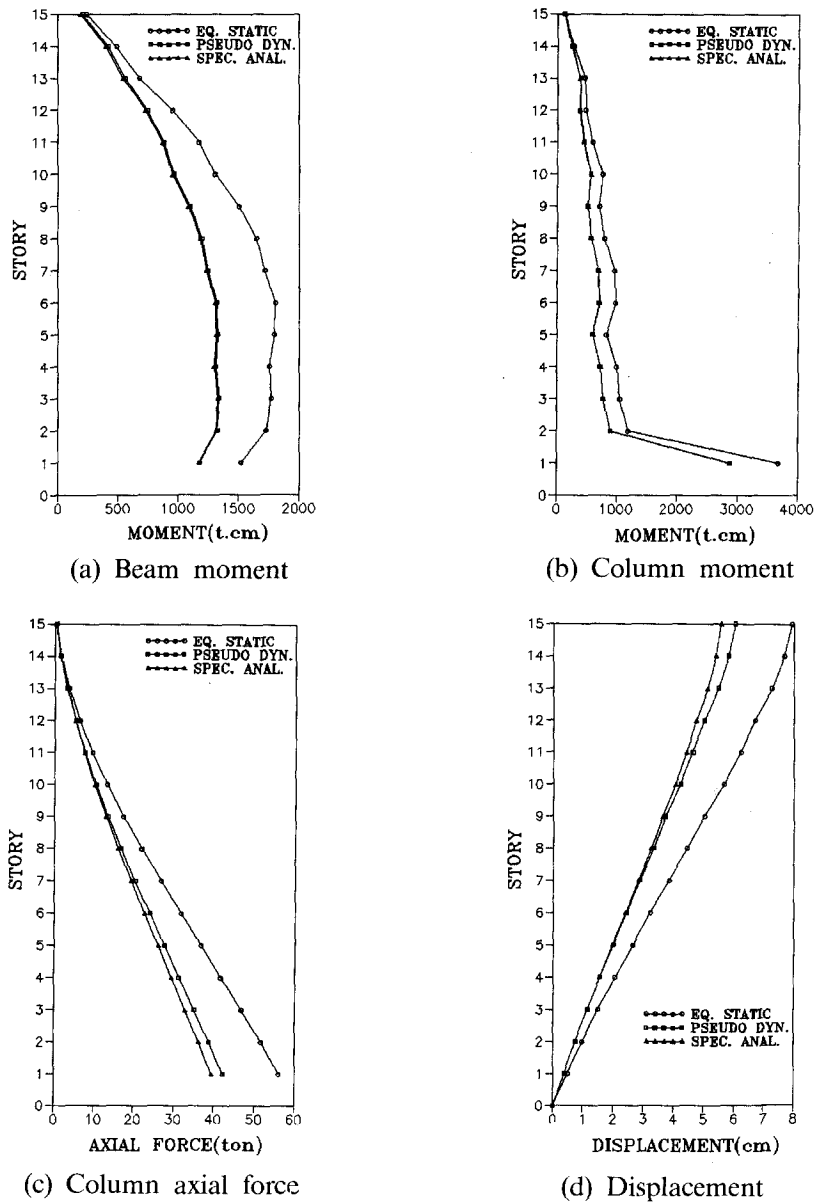 15
14
13
12
11
10
9
8
7
6
5
4
3
2
1
0
STORY
EQ. STATIC
PSEUDO DYN.
SPEC. ANAL.
0 500 1000 1500 2000
MOMENT(t.cm)
(a) Beam moment
15
14
13
12
11
10
9
8
7
6
5
4
3
2
1
0
STORY
EQ. STATIC
PSEUDO DYN.
SPEC. ANAL.
0 1000 2000 3000 4000
MOMENT(t.cm)
(b) Column moment
15
14
13
12
11
10
9
8
7
6
5
4
3
2
1
0
STORY
EQ. STATIC
PSEUDO DYN.
SPEC. ANAL.
0 10 20 30 40 50 60
AXIAL FORCE(ton)
(c) Column axial force
15
14
13
12
11
10
9
8
7
6
5
4
3
2
1
0
STORY
EQ. STATIC
PSEUDO DYN.
SPEC. ANAL.
0 1 2 3 4 5 6 7 8
DISPLACEMENT(cm)
(d) Displacement